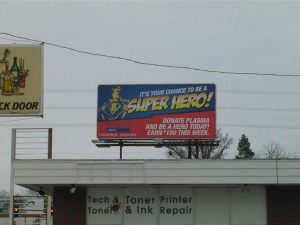 CK DOOR
IT'S YOUR CHANCE TO BE A
SUPER HERO!
DONATE PLASMA
AND BE A HERO TODAY!
EARN $100 THIS WEEK.
Tech & Toner Printer
Toner & Ink Repair